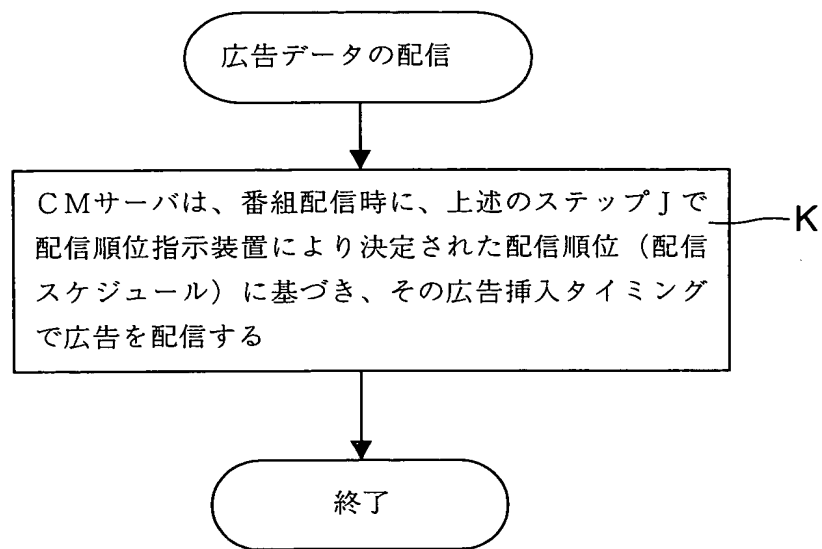 広告データの配信
ＣＭサーバは、番組配信時に、上述のステップＪで
配信順位指示装置により決定された配信順位（配信
スケジュール）に基づき、その広告挿入タイミング
で広告を配信する
K
終了